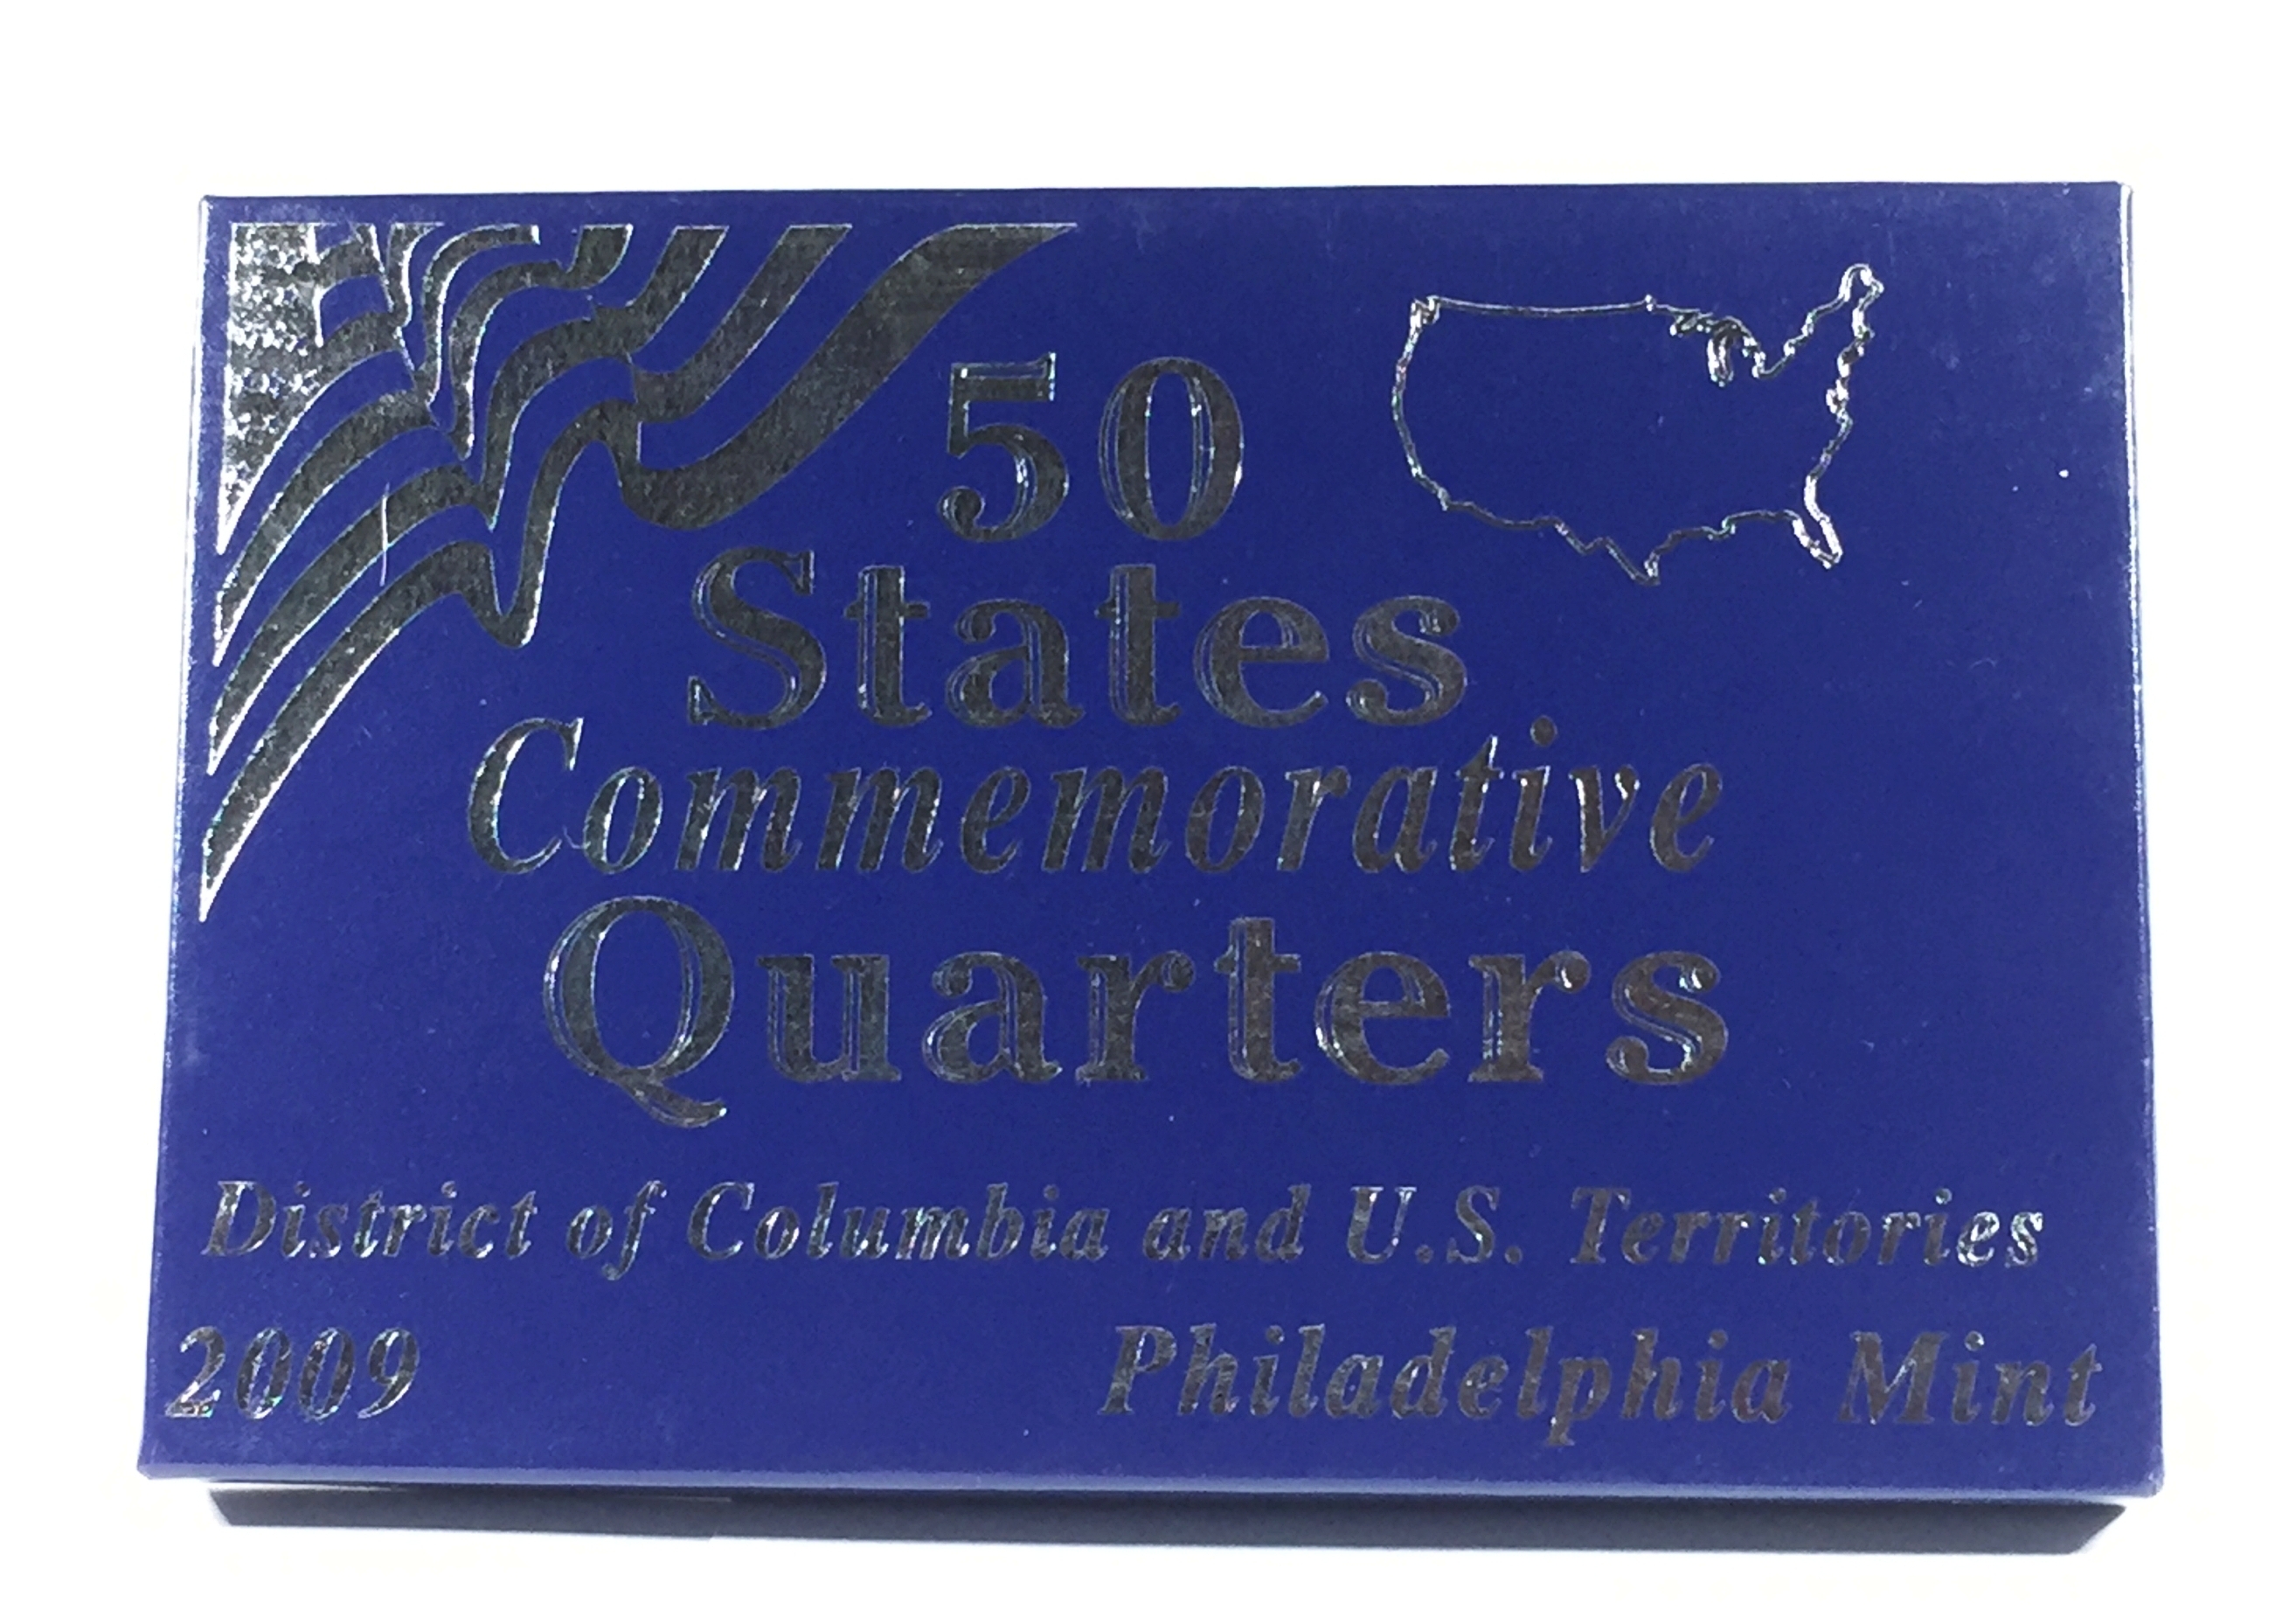 50
States
Commemorative
Quarters
District of Columbia and U.S. Territories
2009 Philadelphia Mint